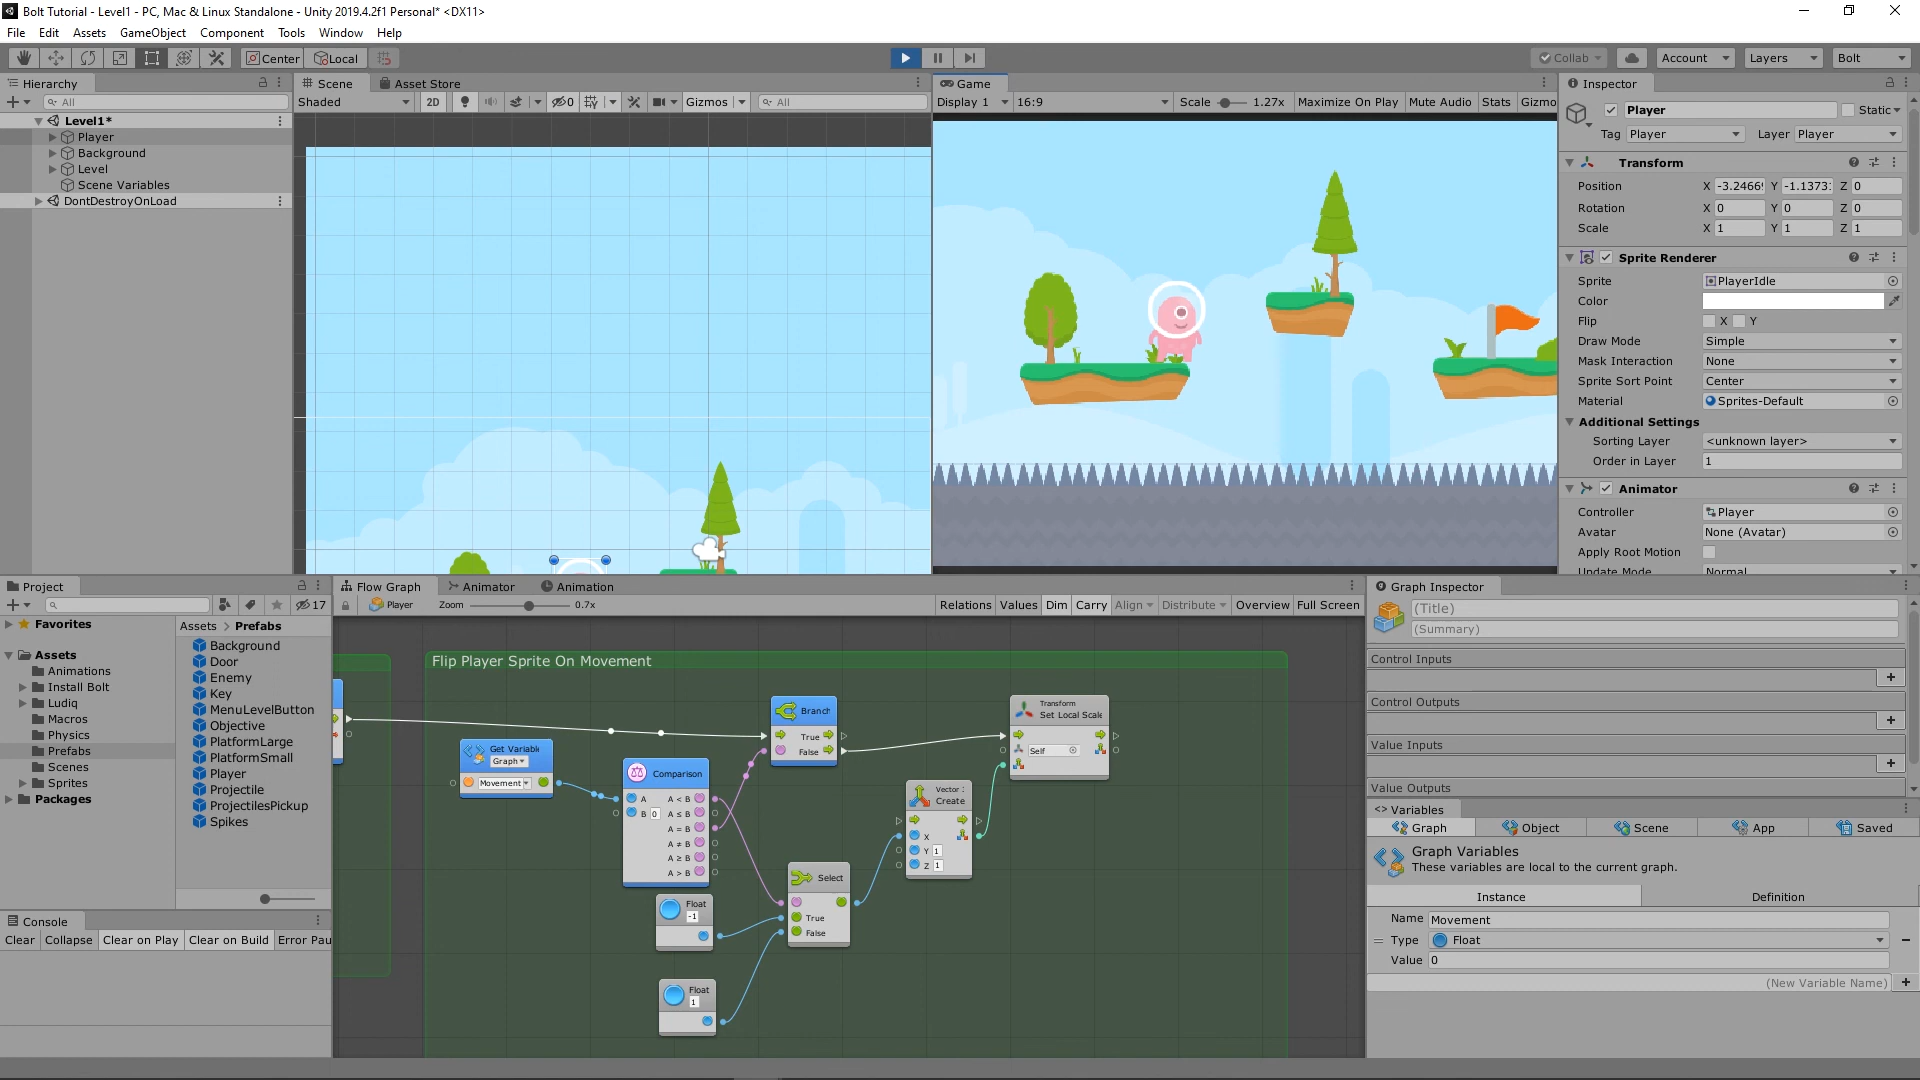 Bolt Tutorial - Level1 - PC, Mac & Linux Standalone - Unity 2019.4.2f1 Personal* <DX11>
File Edit Assets GameObject Component Tools Window Help
Center Local Collab Account Layers Bolt
Hierarchy
All
Level1*
Player
Background
Level
Scene Variables
DontDestroyOnLoad
Scene Asset Store
Shaded 2D 0 Gizmos All
Game
Display 1 16:9 Scale 1.27x Maximize On Play Mute Audio Stats Gizmo
Inspector
Player Static
Tag Player Layer Player
Transform
Position X -3.2466 Y -1.1373 Z 0
Rotation X 0 Y 0 Z 0
Scale X 1 Y 1 Z 1
Sprite Renderer
Sprite PlayerIdle
Color
Flip X Y
Draw Mode Simple
Mask Interaction None
Sprite Sort Point Center
Material Sprites-Default
Additional Settings
Sorting Layer <unknown layer>
Order in Layer 1
Animator
Controller Player
Avatar None (Avatar)
Apply Root Motion
Update Mode Normal
Project
17
Favorites
Assets
Animations
Install Bolt
Ludiq
Macros
Physics
Prefabs
Scenes
Sprites
Packages
Assets > Prefabs
Background
Door
Enemy
Key
MenuLevelButton
Objective
PlatformLarge
PlatformSmall
Player
Projectile
ProjectilesPickup
Spikes
Console
Clear Collapse Clear on Play Clear on Build Error Pau
Flow Graph Animator Animation
Player Zoom 0.7x Relations Values Dim Carry Align Distribute Overview Full Screen
Flip Player Sprite On Movement
Get Variable
Graph
Movement
Comparison
A A < B
B 0 A ≤ B
A = B
A ≠ B
A ≥ B
A > B
Branch
True
False
Float
-1
Float
1
Select
True
False
Vector
Create
X
Y 1
Z 1
Transform
Set Local Scale
Self
Graph Inspector
(Title)
(Summary)
Control Inputs
Control Outputs
Value Inputs
Value Outputs
<> Variables
Graph Object Scene App Saved
Graph Variables
These variables are local to the current graph.
Instance Definition
Name Movement
Type Float
Value 0
(New Variable Name)